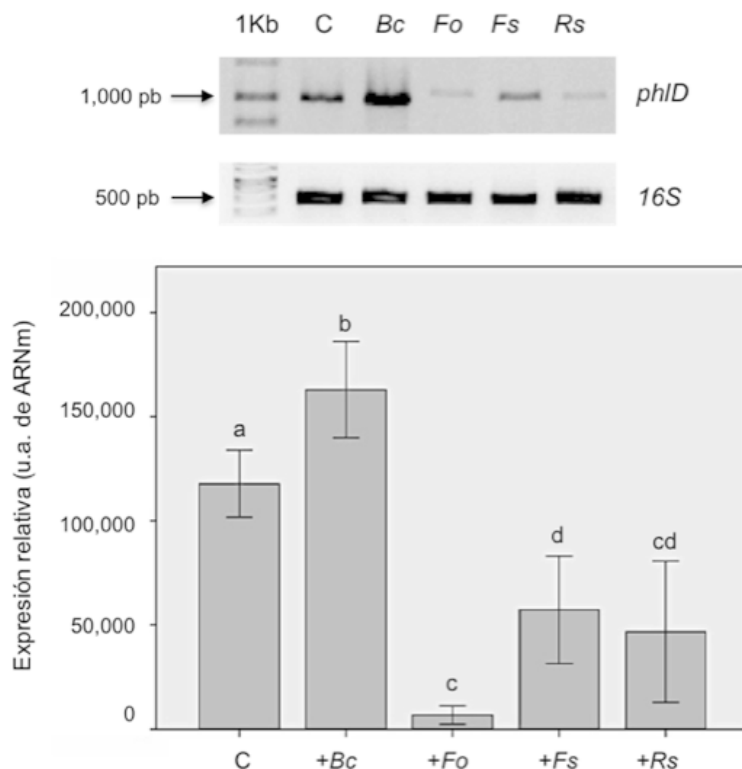 1Kb C Bc Fo Fs Rs
1,000 pb phlD
500 pb 16S
Expresión relativa (u.a. de ARNm)
200,000
150,000
100,000
50,000
0
a
b
c
d
cd
C +Bc +Fo +Fs +Rs